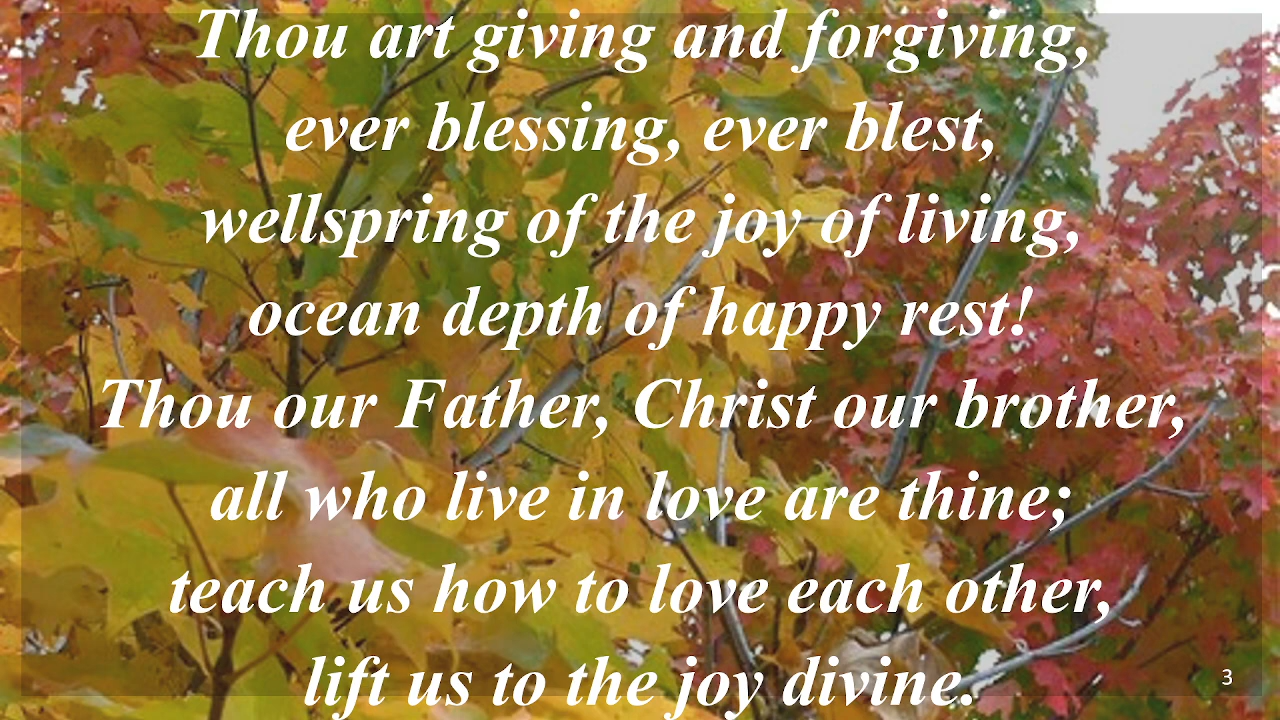 Thou art giving and forgiving,
ever blessing, ever blest,
wellspring of the joy of living,
ocean depth of happy rest!
Thou our Father, Christ our brother,
all who live in love are thine;
teach us how to love each other,
lift us to the joy divine.
3